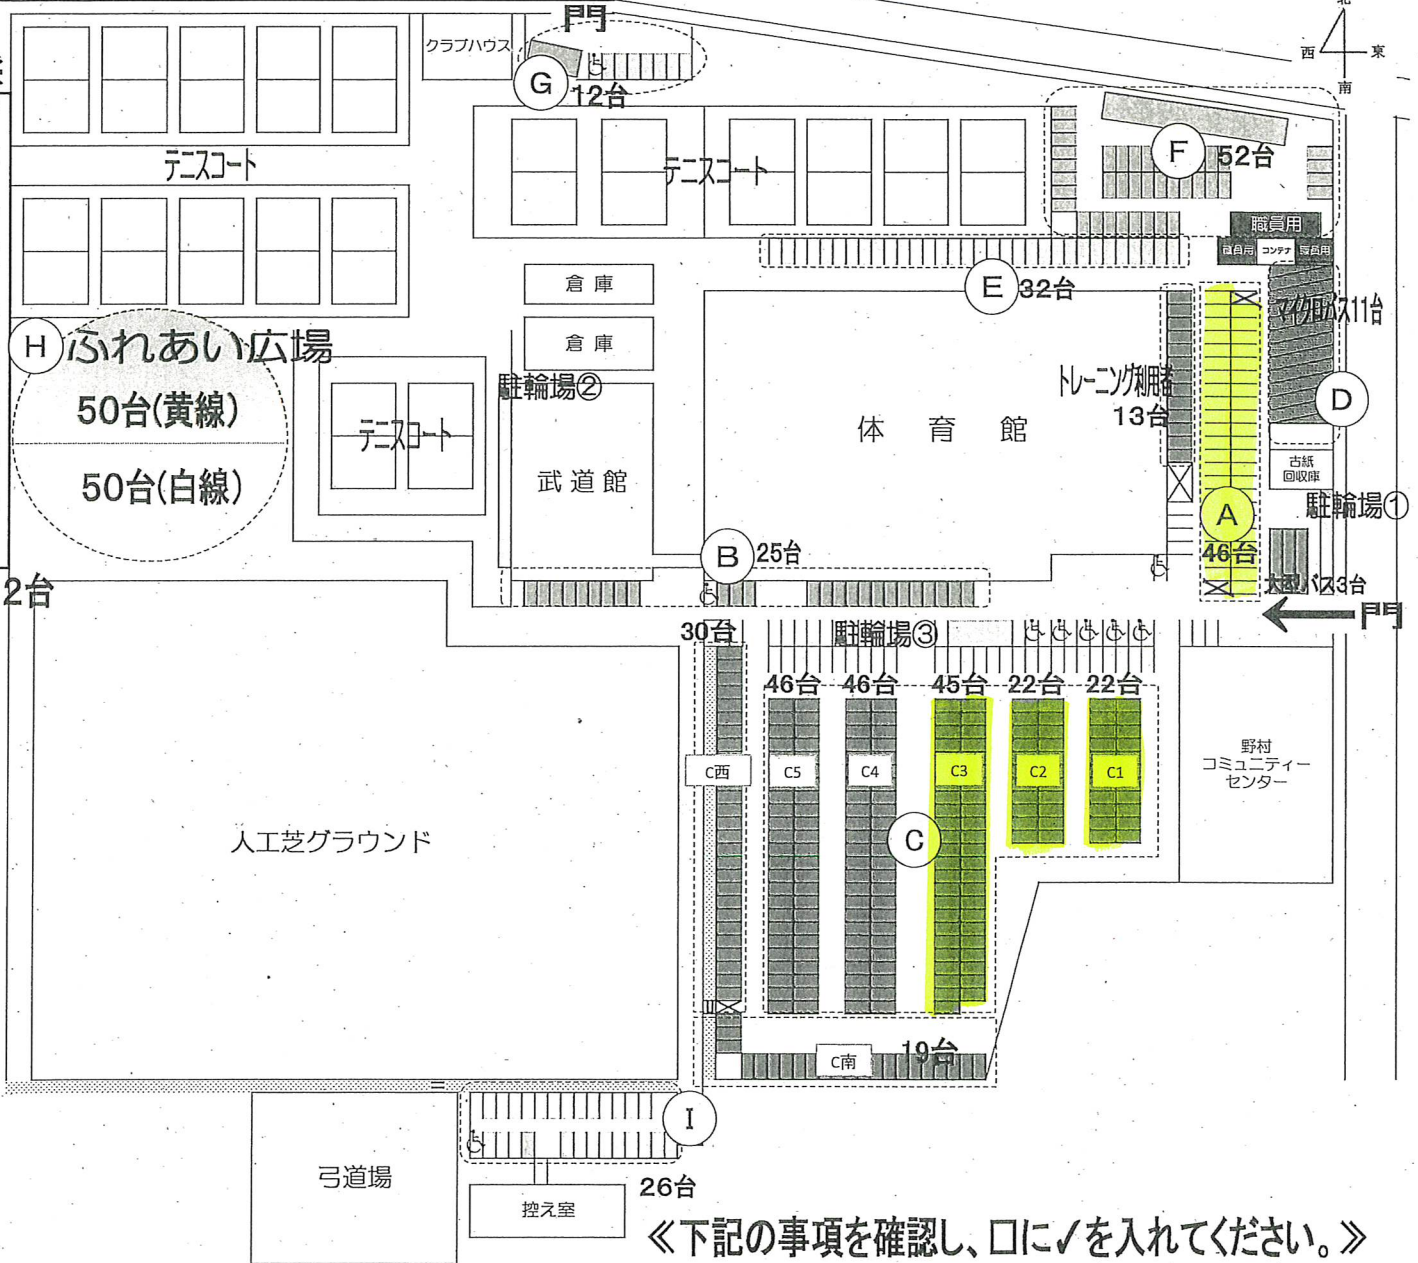 門
クラブハウス
北
西
東
南
G
12台
テニスコート
テニスコート
F
52台
職員用
職員用
コンテナ
職員用
E
32台
倉庫
倉庫
H
ふれあい広場
50台(黄線)
50台(白線)
テニスコート
駐輪場②
武道館
体育館
トレーニング利用者
13台
マイクロバス11台
D
古紙
回収庫
駐輪場①
A
46台
大型バス3台
門
B
25台
2台
30台
駐輪場③
46台
46台
45台
22台
22台
C西
C5
C4
C3
C2
C1
野村
コミュニティー
センター
C
人工芝グラウンド
C南
19台
I
弓道場
控え室
26台
≪下記の事項を確認し、口に✓を入れてください。≫